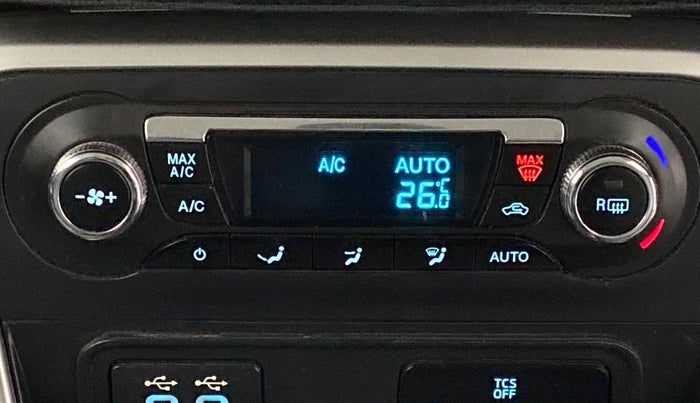 MAX
A/C
A/C
A/C
AUTO
26.0°C
MAX
R
- +
AUTO
TCS
OFF